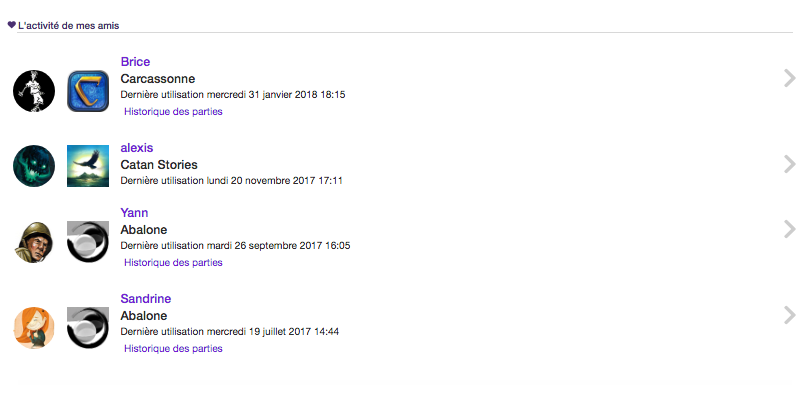 L'activité de mes amis
Brice
Carcassonne
Dernière utilisation mercredi 31 janvier 2018 18:15
Historique des parties
alexis
Catan Stories
Dernière utilisation lundi 20 novembre 2017 17:11
Yann
Abalone
Dernière utilisation mardi 26 septembre 2017 16:05
Historique des parties
Sandrine
Abalone
Dernière utilisation mercredi 19 juillet 2017 14:44
Historique des parties